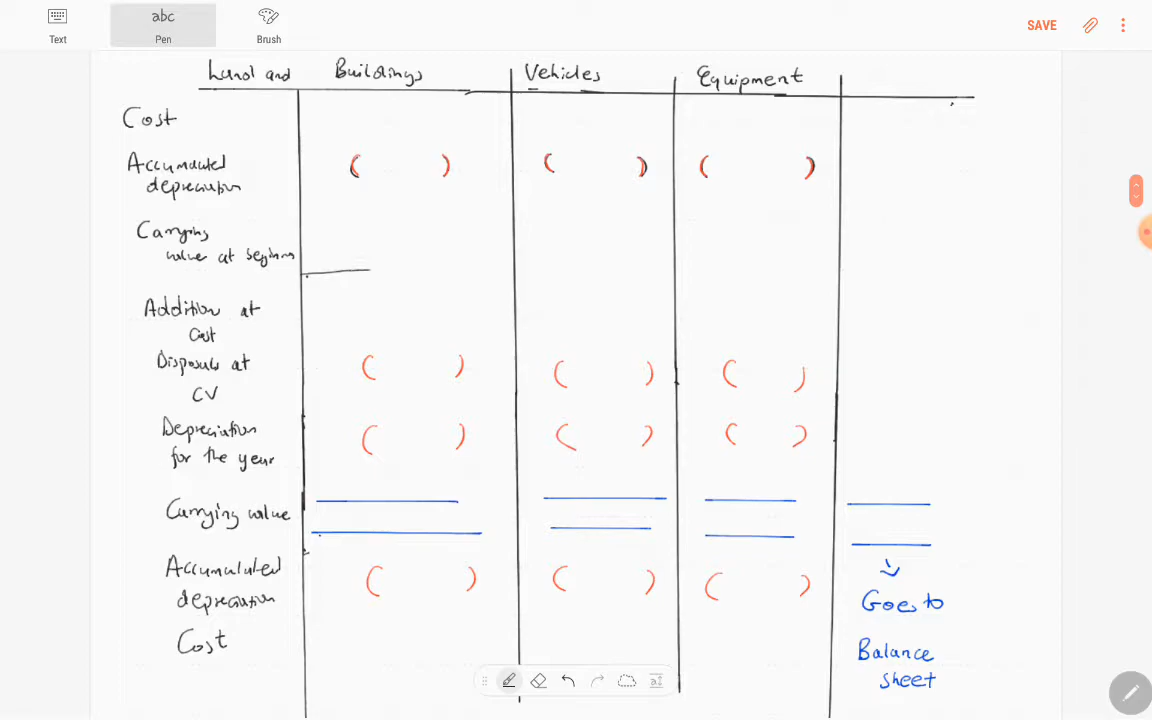 Text
abc
Pen
Brush
SAVE
Land and Buildings Vehicles Equipment
Cost
Accumulated
depreciation
( ) ( ) ( )
Carrying
value at
Addition at
Cost
Disposals at
CV
( ) ( ) ( )
Depreciation
for the year
( ) ( ) ( )
Carrying value
Accumulated
depreciation
( ) ( ) ( )
Cost
Goes to
Balance
sheet